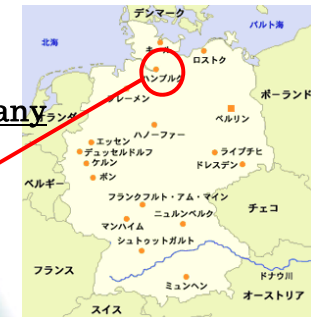 デンマーク
北海
バルト海
キール
ロストク
ハンブルク
ブレーメン
ポーランド
any
オランダ
ベルリン
ハノーファー
エッセン
デュッセルドルフ
ライプチヒ
ケルン
ドレスデン
ベルギー
ボン
フランクフルト・アム・マイン
チェコ
ニュルンベルク
マンハイム
シュトゥットガルト
フランス
ドナウ川
ミュンヘン
オーストリア
スイス